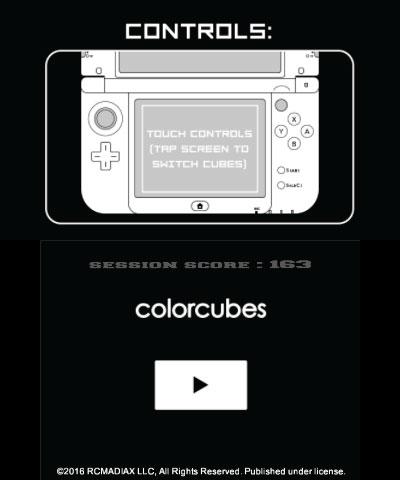 CONTROLS:
TOUCH CONTROLS
(TAP SCREEN TO
SWITCH CUBES)
X
Y
A
B
START
SELECT
SESSION SCORE : 163
colorcubes
©2016 RCMADIAX LLC, All Rights Reserved. Published under license.